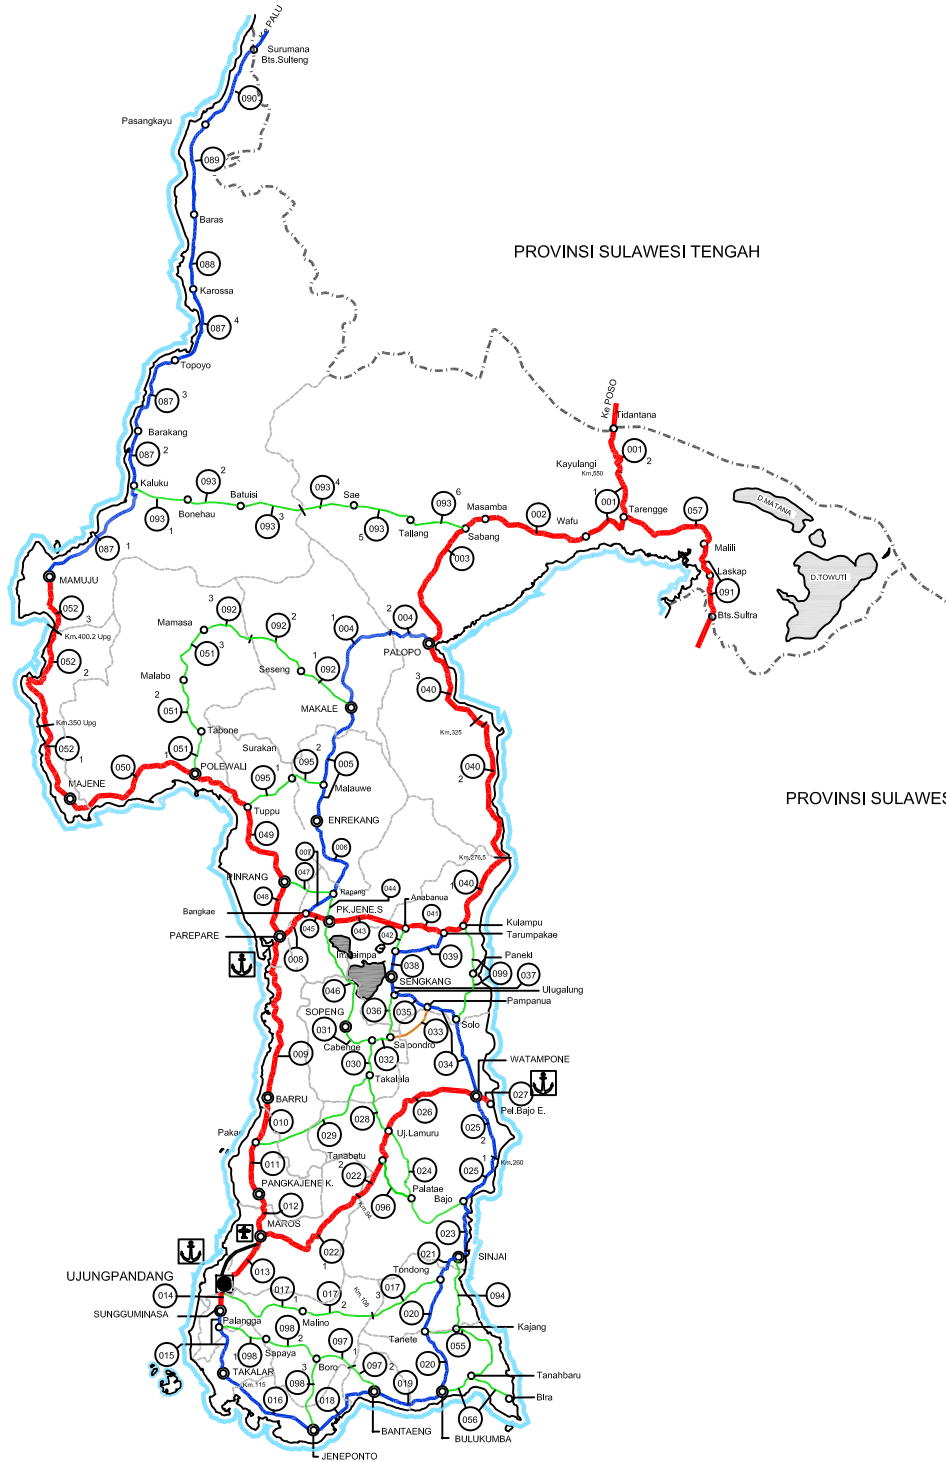 Ke PALU
Surumana
Bts.Sulteng
090
Pasangkayu
089
Baras
PROVINSI SULAWESI TENGAH
088
Karossa
087
4
Topoyo
Ke POSO
087
3
Tidantana
Barakang
001
2
087
2
Kayulangi
Km.550
Kaluku
093
2
Batuisi
093
4
Sae
093
6
Masamba
1
001
Tarengge
057
D.MATANA
093
1
Bonehau
093
3
093
5
Tallang
Sabang
002
Wafu
Malili
087
1
003
Laskap
D.TOWUTI
MAMUJU
091
052
3
092
3
092
2
1
004
2
004
Bts.Sultra
Km.400.2 Upg
Mamasa
051
3
PALOPO
052
2
Malabo
Seseng
1
092
3
040
2
051
MAKALE
Km.350 Upg
Tabone
Km.325
052
1
050
1
051
Surakan
095
2
005
040
2
POLEWALI
095
1
MAJENE
Malauwe
PROVINSI SULAWES
Tuppu
049
ENREKANG
007
006
Km.276.5
PINRANG
047
044
040
1
048
Rapang
Anabanua
Bangkae
045
PK.JENE.S
041
Kulampu
043
042
Tarumpakae
PAREPARE
008
Impaimpa
039
Panekl
038
SENGKANG
099
037
046
Ulugalung
036
035
Pampanua
SOPENG
031
033
Solo
Cabenge
032
Salbondro
030
034
WATAMPONE
009
Takalala
027
BARRU
026
Pel.Bajo E.
010
028
Pakae
029
Uj.Lamuru
025
2
011
Tanabatu
2
022
024
1
025
Km.260
PANGKAJENE K.
Palatae
012
Km.94
096
Bajo
MAROS
023
022
1
021
SINJAI
UJUNGPANDANG
013
Tondong
014
017
1
017
2
017
3
094
SUNGGUMINASA
Malino
Km.108
020
Palangga
Kajang
098
2
097
1
Tanete
055
015
1
098
Sapaya
Boro
097
2
020
Tanahbaru
TAKALAR
Km.115
3
098
019
016
018
056
BIra
BANTAENG
BULUKUMBA
JENEPONTO